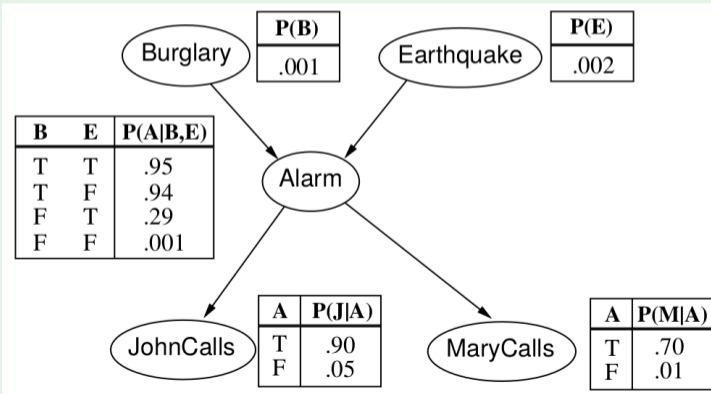 Burglary
P(B)
.001
Earthquake
P(E)
.002
B E P(A|B,E)
T T .95
T F .94
F T .29
F F .001
Alarm
JohnCalls
A P(J|A)
T .90
F .05
MaryCalls
A P(M|A)
T .70
F .01